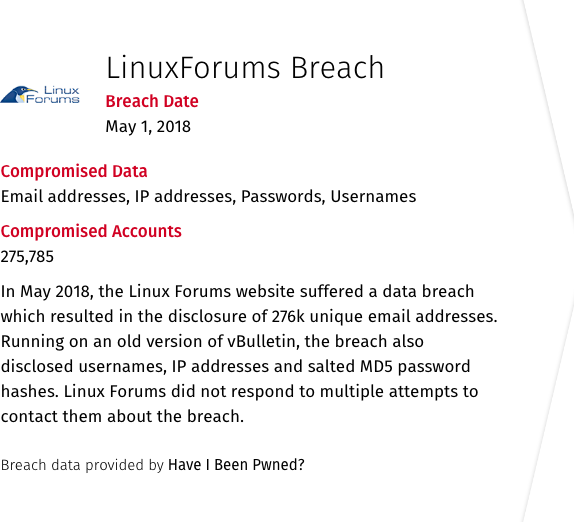 LinuxForums Breach
Linux
Forums
Breach Date
May 1, 2018
Compromised Data
Email addresses, IP addresses, Passwords, Usernames
Compromised Accounts
275,785
In May 2018, the Linux Forums website suffered a data breach
which resulted in the disclosure of 276k unique email addresses.
Running on an old version of vBulletin, the breach also
disclosed usernames, IP addresses and salted MD5 password
hashes. Linux Forums did not respond to multiple attempts to
contact them about the breach.
Breach data provided by Have I Been Pwned?